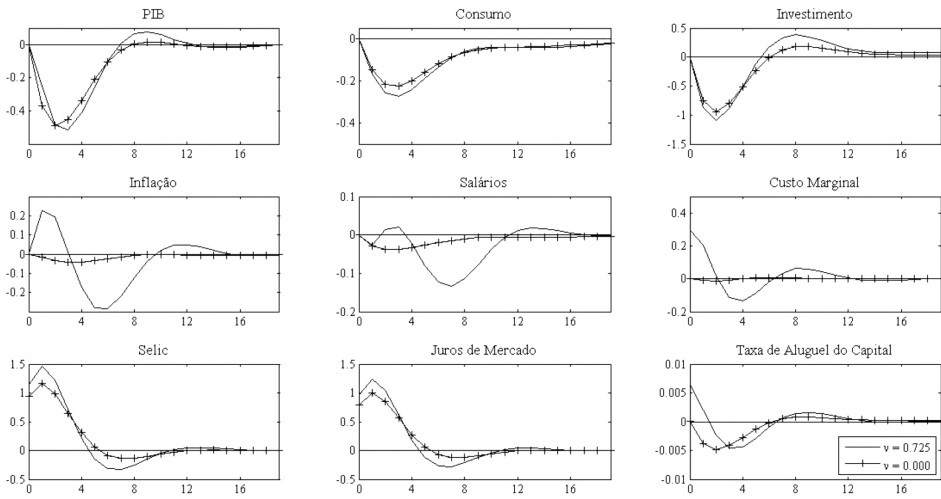 PIB
Consumo
Investimento
0
-0.2
-0.4
0 4 8 12 16
0
-0.2
-0.4
0 4 8 12 16
0.5
0
-0.5
-1
-1.5
0 4 8 12 16
Inflação
Salários
Custo Marginal
0.2
0.1
0
-0.1
-0.2
0 4 8 12 16
0.1
0
-0.1
-0.2
0 4 8 12 16
0.4
0.2
0
-0.2
0 4 8 12 16
Selic
Juros de Mercado
Taxa de Aluguel do Capital
1.5
1
0.5
0
-0.5
0 4 8 12 16
1.5
1
0.5
0
-0.5
0 4 8 12 16
0.01
0.005
0
-0.005
-0.01
0 4 8 12 16
ν = 0.725
ν = 0.000